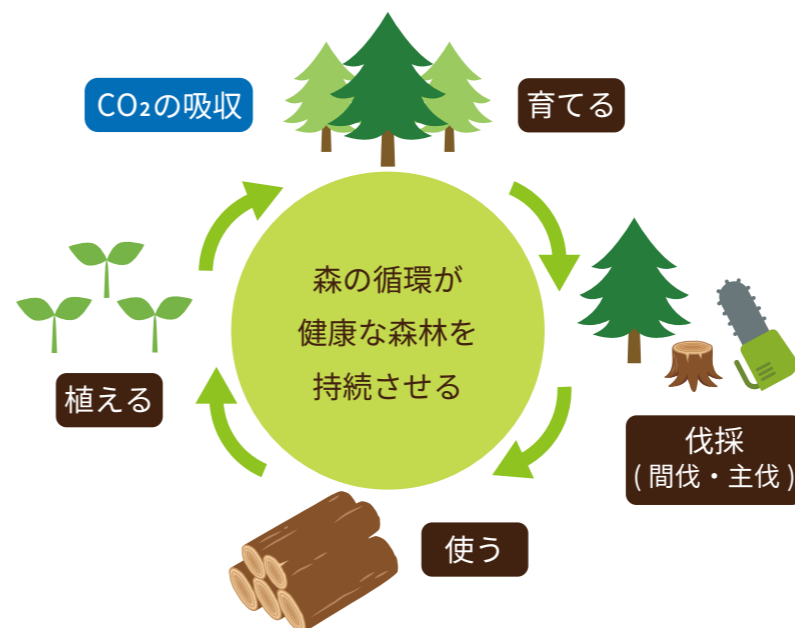 CO₂の吸収
育てる
森の循環が
健康な森林を
持続させる
植える
伐採
(間伐・主伐)
使う